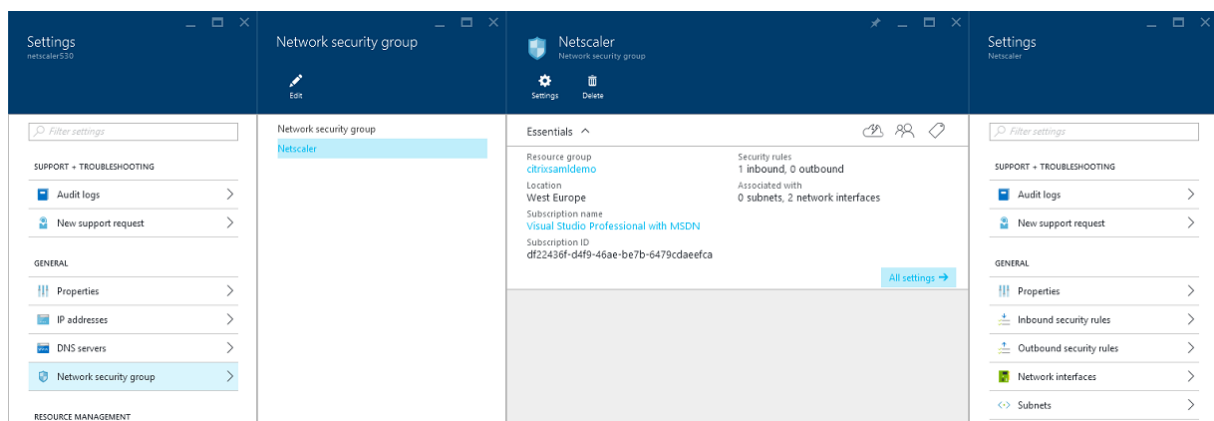 Settings
netscaler530
Filter settings
SUPPORT + TROUBLESHOOTING
Audit logs
New support request
GENERAL
Properties
IP addresses
DNS servers
Network security group
RESOURCE MANAGEMENT
Network security group
Edit
Network security group
Netscaler
Netscaler
Network security group
Settings
Delete
Essentials
Resource group
citrixsamldemo
Location
West Europe
Subscription name
Visual Studio Professional with MSDN
Subscription ID
df22436f-d4f9-46ae-be7b-6479cdaeefca
Security rules
1 inbound, 0 outbound
Associated with
0 subnets, 2 network interfaces
All settings
Settings
Netscaler
Filter settings
SUPPORT + TROUBLESHOOTING
Audit logs
New support request
GENERAL
Properties
Inbound security rules
Outbound security rules
Network interfaces
Subnets